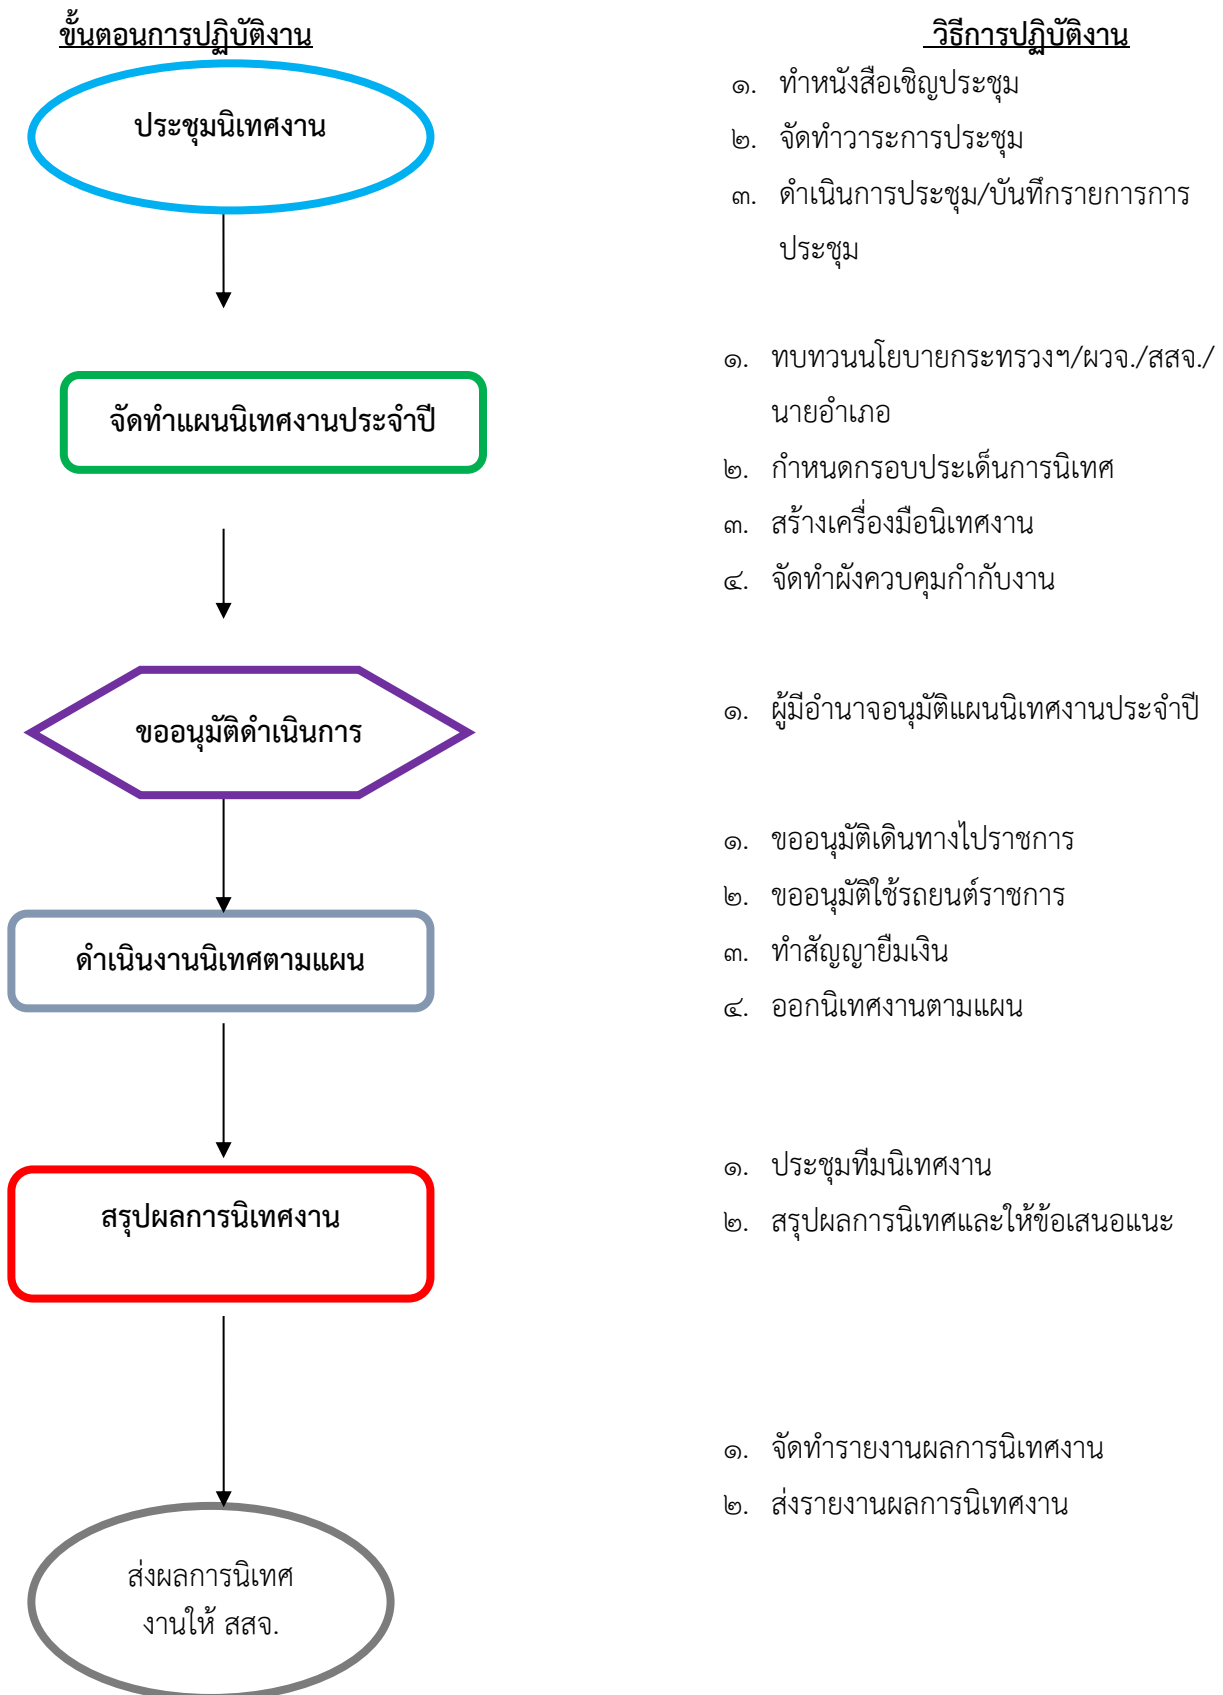 ขั้นตอนการปฏิบัติงาน
วิธีการปฏิบัติงาน
ประชุมนิเทศงาน
๑. ทำหนังสือเชิญประชุม
๒. จัดทำวาระการประชุม
๓. ดำเนินการประชุม/บันทึกรายการการ
ประชุม
จัดทำแผนนิเทศงานประจำปี
๑. ทบทวนนโยบายกระทรวงฯ/ผวจ./สสจ./
นายอำเภอ
๒. กำหนดกรอบประเด็นการนิเทศ
๓. สร้างเครื่องมือนิเทศงาน
๔. จัดทำผังควบคุมกำกับงาน
ขออนุมัติดำเนินการ
๑. ผู้มีอำนาจอนุมัติแผนนิเทศงานประจำปี
ดำเนินงานนิเทศตามแผน
๑. ขออนุมัติเดินทางไปราชการ
๒. ขออนุมัติใช้รถยนต์ราชการ
๓. ทำสัญญายืมเงิน
๔. ออกนิเทศงานตามแผน
สรุปผลการนิเทศงาน
๑. ประชุมทีมนิเทศงาน
๒. สรุปผลการนิเทศและให้ข้อเสนอแนะ
ส่งผลการนิเทศ
งานให้ สสจ.
๑. จัดทำรายงานผลการนิเทศงาน
๒. ส่งรายงานผลการนิเทศงาน